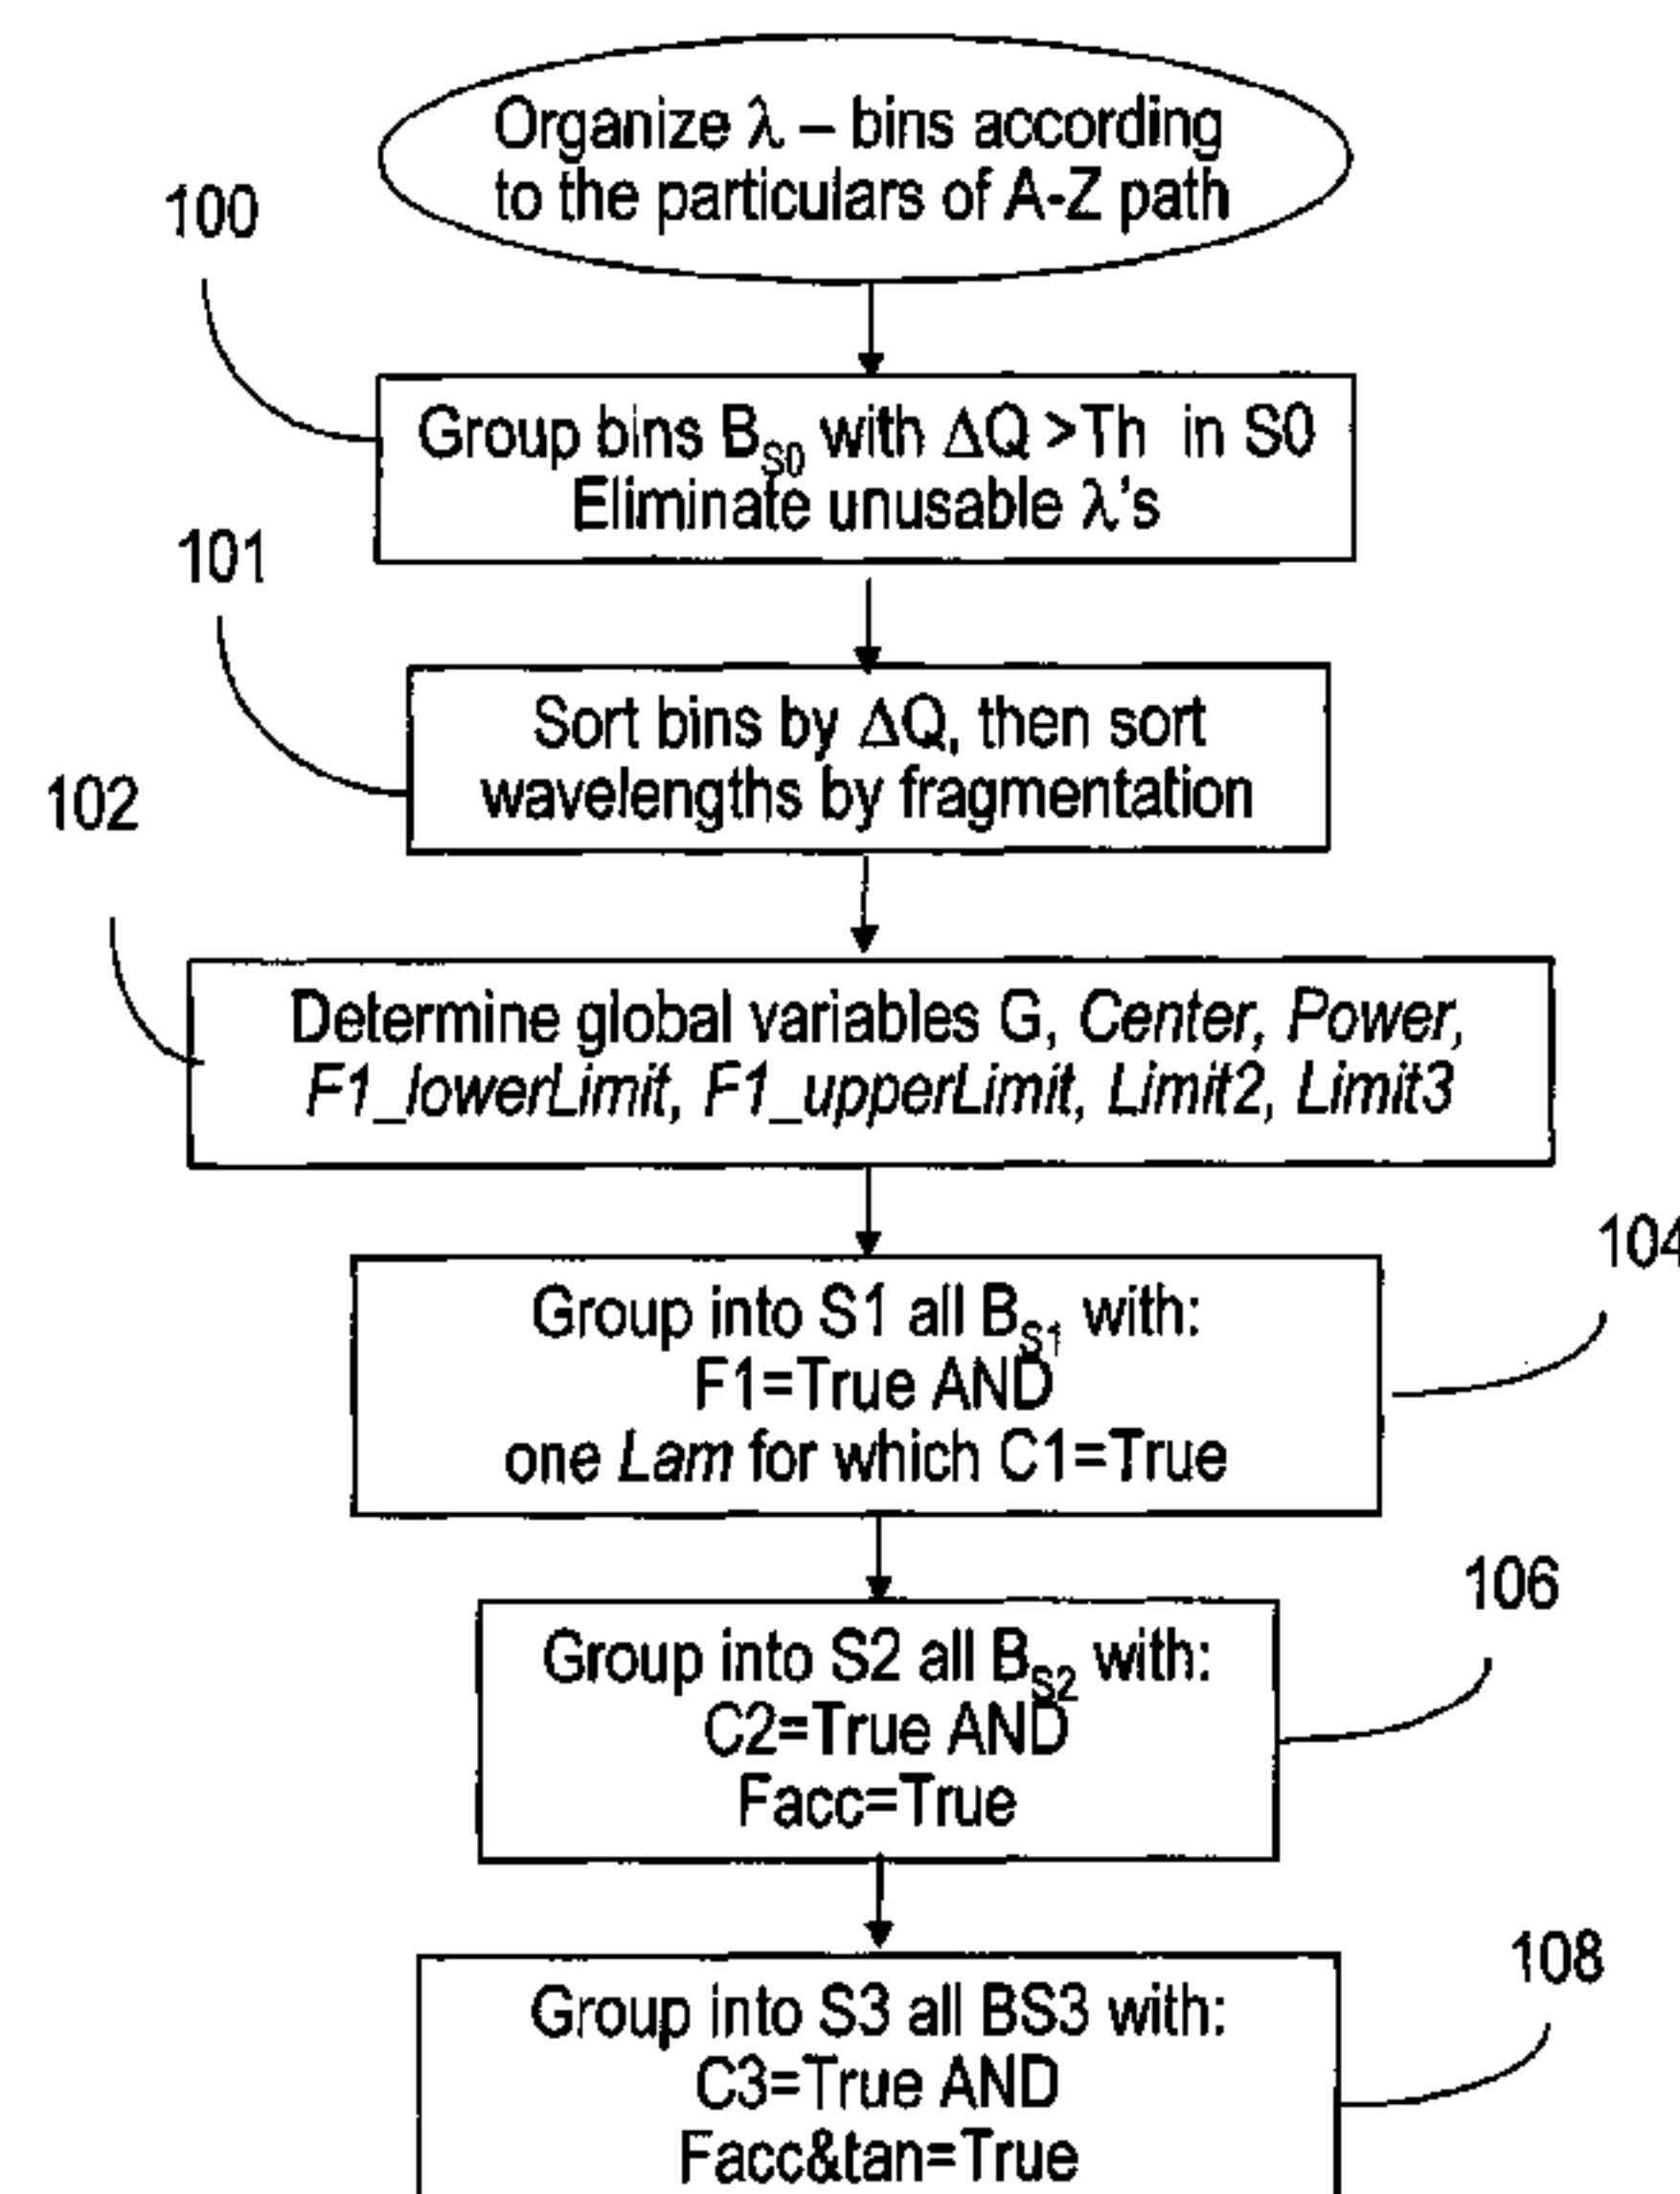 Organize λ – bins according
to the particulars of A-Z path
100
Group bins B_S0 with ΔQ >Th in S0
Eliminate unusable λ's
101
Sort bins by ΔQ, then sort
wavelengths by fragmentation
102
Determine global variables G, Center, Power,
F1_lowerLimit, F1_upperLimit, Limit2, Limit3
104
Group into S1 all B_S1 with:
F1=True AND
one Lam for which C1=True
106
Group into S2 all B_S2 with:
C2=True AND
Facc=True
108
Group into S3 all BS3 with:
C3=True AND
Facc&tan=True